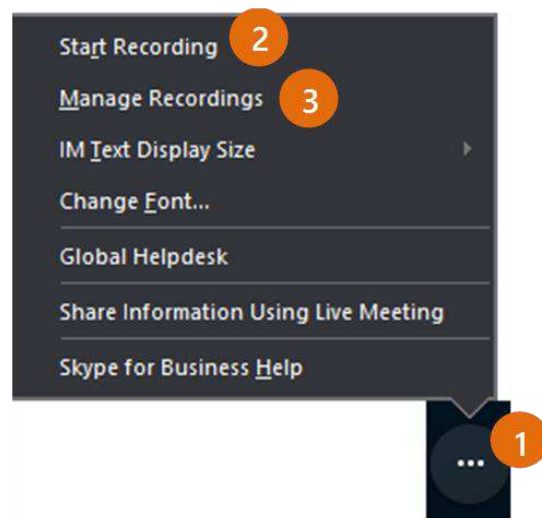 Start Recording 2
Manage Recordings 3
IM Text Display Size
Change Font...
Global Helpdesk
Share Information Using Live Meeting
Skype for Business Help
1
...